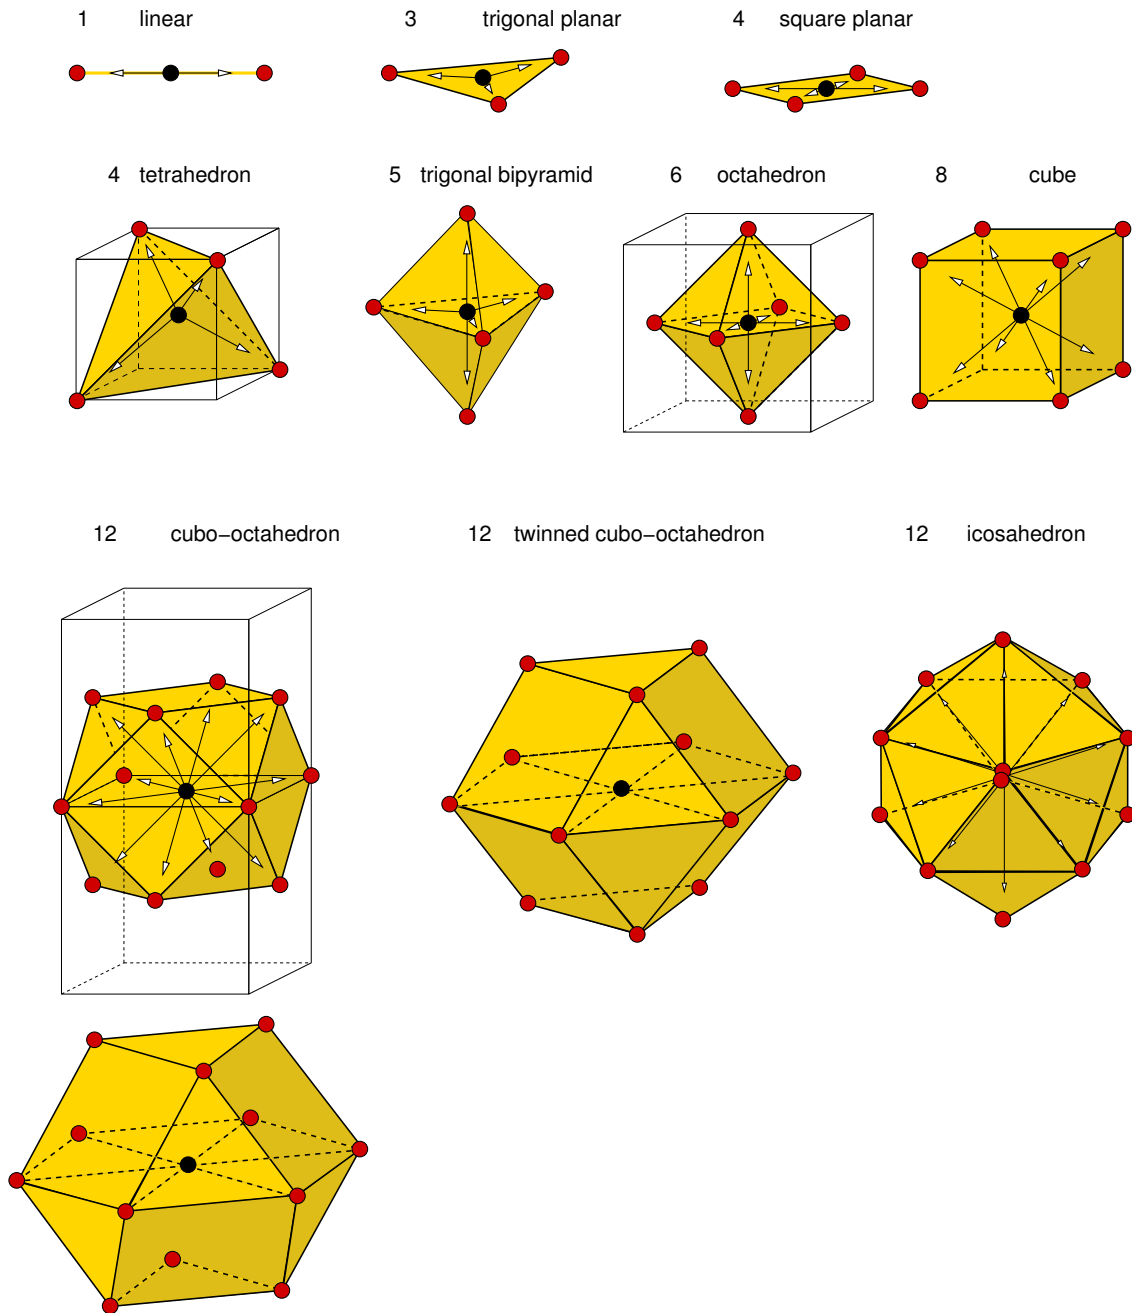 1 linear
3 trigonal planar
4 square planar
4 tetrahedron
5 trigonal bipyramid
6 octahedron
8 cube
12 cubo−octahedron
12 twinned cubo−octahedron
12 icosahedron